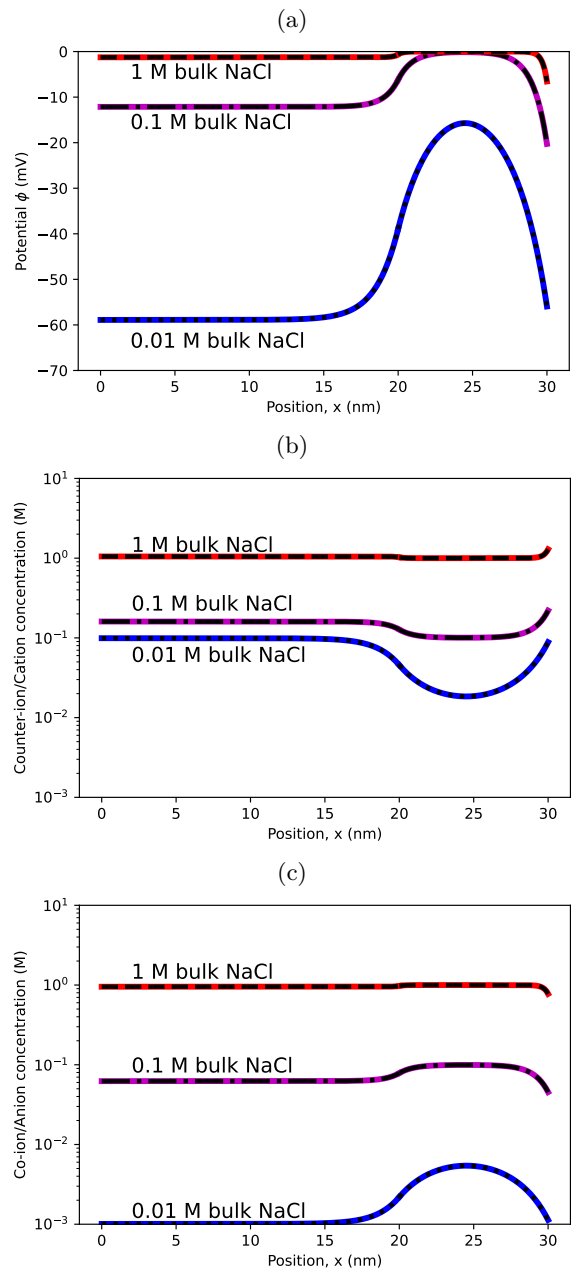 (a)
0
−10
−20
−30
−40
−50
−60
−70
Potential ϕ (mV)
1 M bulk NaCl
0.1 M bulk NaCl
0.01 M bulk NaCl
0 5 10 15 20 25 30
Position, x (nm)
(b)
10^1
10^0
10^−1
10^−2
10^−3
Counter-ion/Cation concentration (M)
1 M bulk NaCl
0.1 M bulk NaCl
0.01 M bulk NaCl
0 5 10 15 20 25 30
Position, x (nm)
(c)
10^1
10^0
10^−1
10^−2
10^−3
Co-ion/Anion concentration (M)
1 M bulk NaCl
0.1 M bulk NaCl
0.01 M bulk NaCl
0 5 10 15 20 25 30
Position, x (nm)